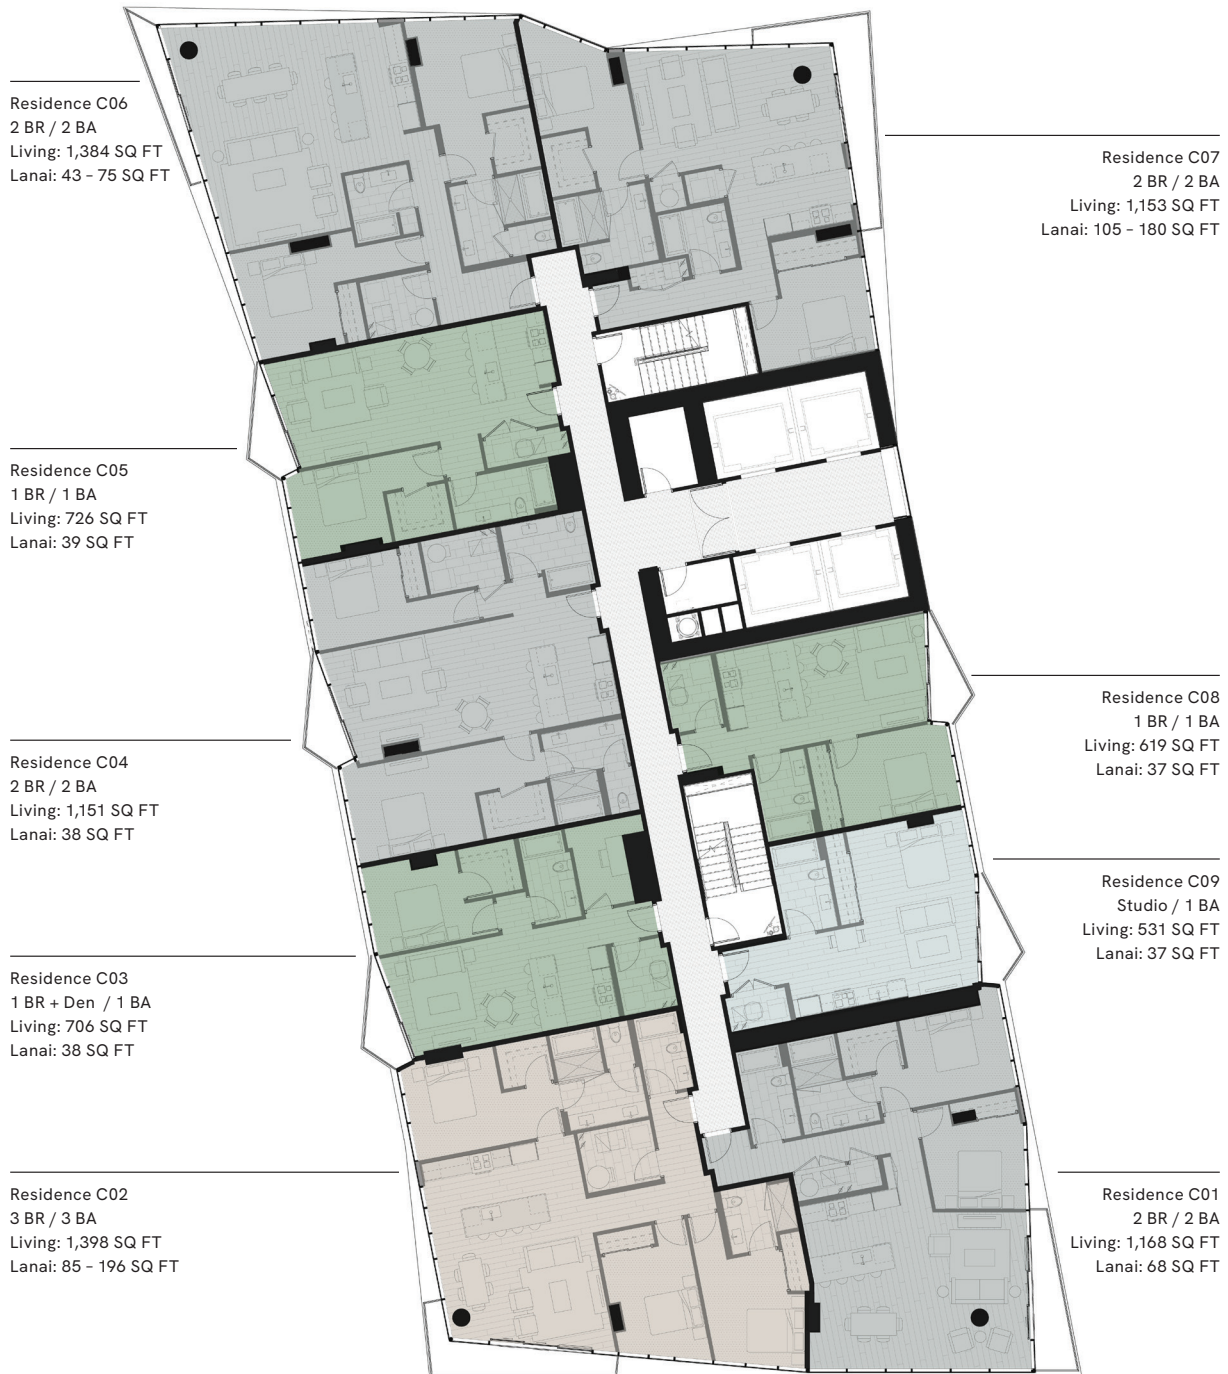 Residence C06
2 BR / 2 BA
Living: 1,384 SQ FT
Lanai: 43 – 75 SQ FT
Residence C07
2 BR / 2 BA
Living: 1,153 SQ FT
Lanai: 105 – 180 SQ FT
Residence C05
1 BR / 1 BA
Living: 726 SQ FT
Lanai: 39 SQ FT
Residence C08
1 BR / 1 BA
Living: 619 SQ FT
Lanai: 37 SQ FT
Residence C04
2 BR / 2 BA
Living: 1,151 SQ FT
Lanai: 38 SQ FT
Residence C09
Studio / 1 BA
Living: 531 SQ FT
Lanai: 37 SQ FT
Residence C03
1 BR + Den / 1 BA
Living: 706 SQ FT
Lanai: 38 SQ FT
Residence C02
3 BR / 3 BA
Living: 1,398 SQ FT
Lanai: 85 – 196 SQ FT
Residence C01
2 BR / 2 BA
Living: 1,168 SQ FT
Lanai: 68 SQ FT